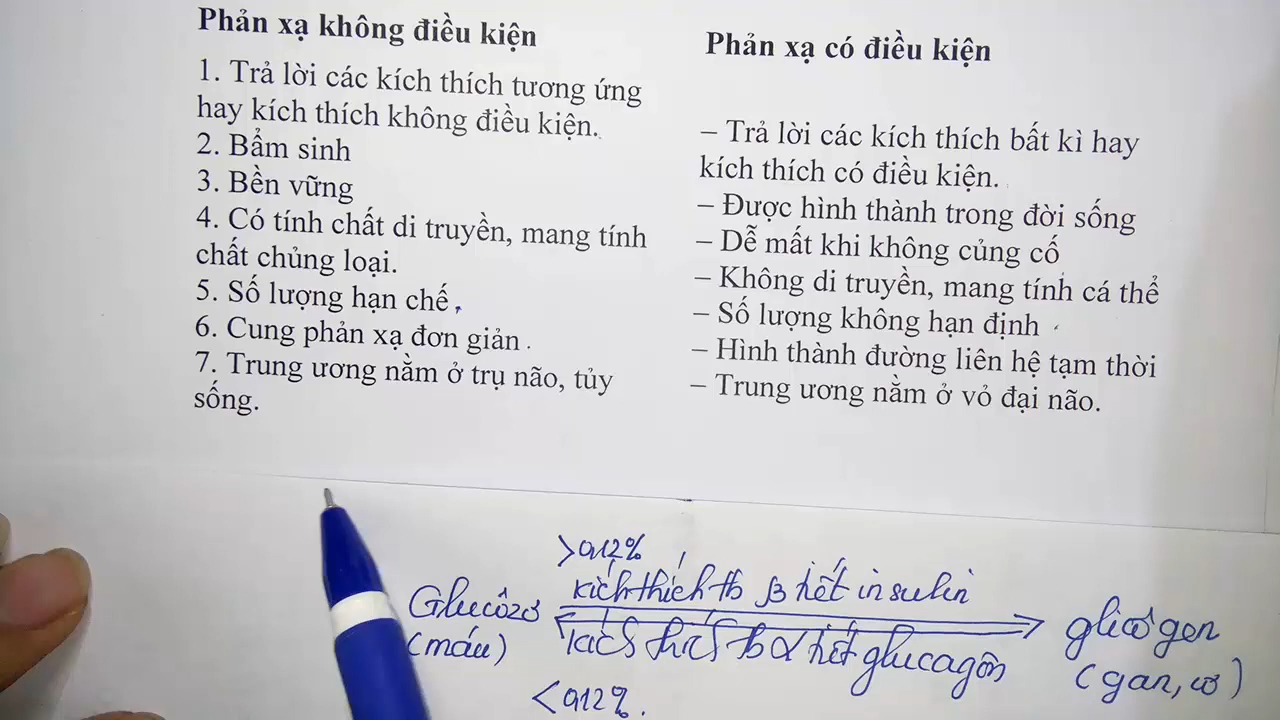 Phản xạ không điều kiện
1. Trả lời các kích thích tương ứng
hay kích thích không điều kiện.
2. Bẩm sinh
3. Bền vững
4. Có tính chất di truyền, mang tính
chất chủng loại.
5. Số lượng hạn chế,
6. Cung phản xạ đơn giản.
7. Trung ương nằm ở trụ não, tủy
sống.
Phản xạ có điều kiện
– Trả lời các kích thích bất kì hay
kích thích có điều kiện.
– Được hình thành trong đời sống
– Dễ mất khi không củng cố
– Không di truyền, mang tính cá thể
– Số lượng không hạn định
– Hình thành đường liên hệ tạm thời
– Trung ương nằm ở vỏ đại não.
>0,12%
kích thích tb β tiết insulin
Glucôzơ
(máu)
glicôgen
(gan, cơ)
kích thích tb α tiết glucagôn
<0,12%.